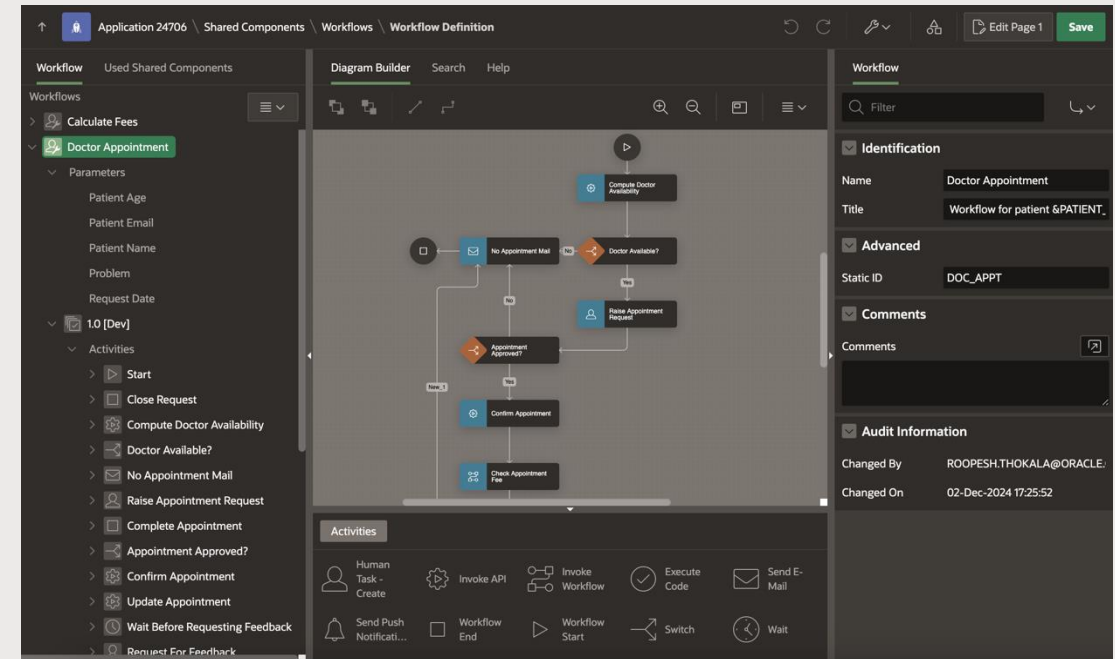 Application 24706 \ Shared Components \ Workflows \ Workflow Definition
Edit Page 1
Save
Workflow
Used Shared Components
Workflows
Calculate Fees
Doctor Appointment
Parameters
Patient Age
Patient Email
Patient Name
Problem
Request Date
1.0 [Dev]
Activities
Start
Close Request
Compute Doctor Availability
Doctor Available?
No Appointment Mail
Raise Appointment Request
Complete Appointment
Appointment Approved?
Confirm Appointment
Update Appointment
Wait Before Requesting Feedback
Request For Feedback
Diagram Builder
Search
Help
Compute Doctor
Availability
No Appointment Mail
No
Doctor Available?
Yes
No
Raise Appointment
Request
Appointment
Approved?
New_1
Yes
Confirm Appointment
Check Appointment
Fee
Activities
Human
Task -
Create
Invoke API
Invoke
Workflow
Execute
Code
Send E-
Mail
Send Push
Notificati...
Workflow
End
Workflow
Start
Switch
Wait
Workflow
Filter
Identification
Name
Doctor Appointment
Title
Workflow for patient &PATIENT_
Advanced
Static ID
DOC_APPT
Comments
Comments
Audit Information
Changed By
ROOPESH.THOKALA@ORACLE.
Changed On
02-Dec-2024 17:25:52